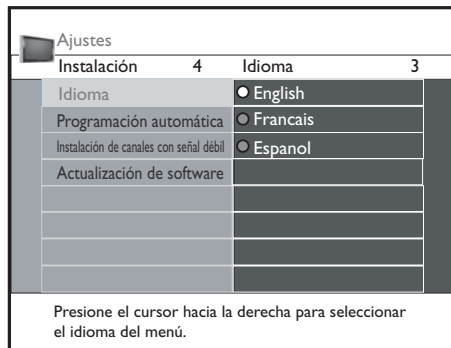 Ajustes
Instalación 4 Idioma 3
Idioma English
Programación automática Francais
Instalación de canales con señal débil Espanol
Actualización de software
Presione el cursor hacia la derecha para seleccionar
el idioma del menú.